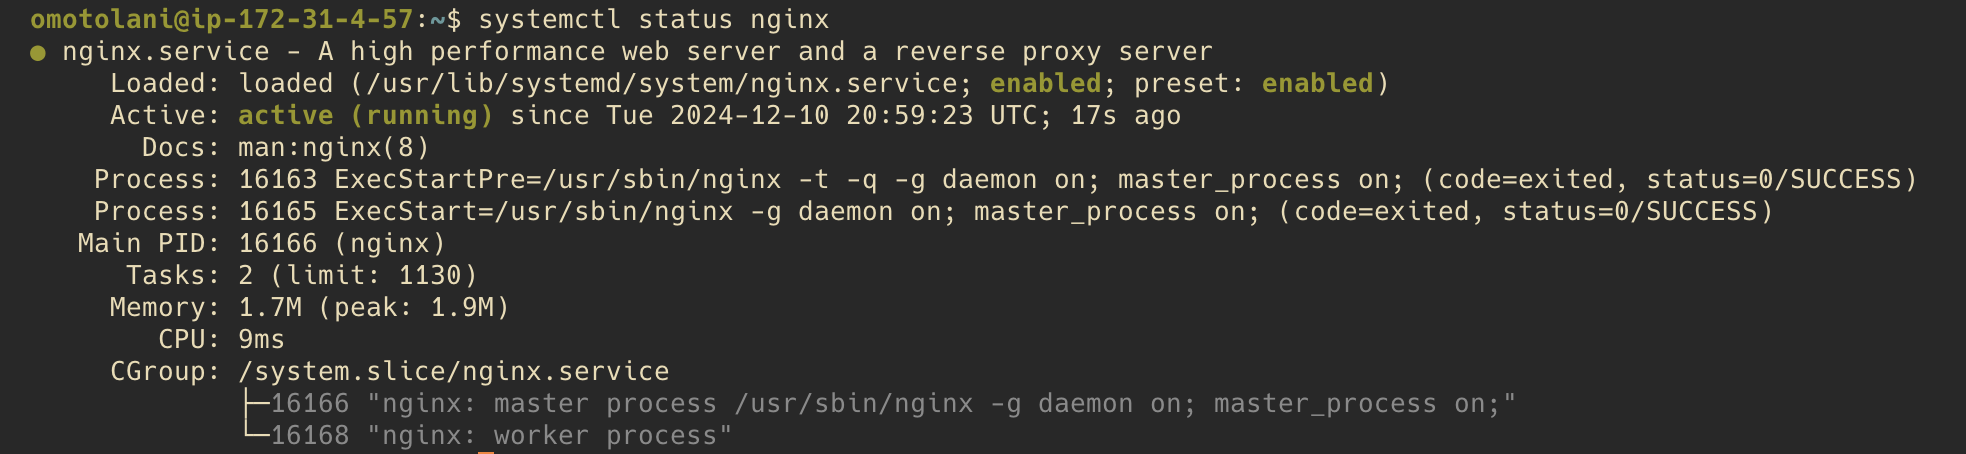 omotolani@ip-172-31-4-57:~$ systemctl status nginx
● nginx.service - A high performance web server and a reverse proxy server
     Loaded: loaded (/usr/lib/systemd/system/nginx.service; enabled; preset: enabled)
     Active: active (running) since Tue 2024-12-10 20:59:23 UTC; 17s ago
       Docs: man:nginx(8)
    Process: 16163 ExecStartPre=/usr/sbin/nginx -t -q -g daemon on; master_process on; (code=exited, status=0/SUCCESS)
    Process: 16165 ExecStart=/usr/sbin/nginx -g daemon on; master_process on; (code=exited, status=0/SUCCESS)
   Main PID: 16166 (nginx)
      Tasks: 2 (limit: 1130)
     Memory: 1.7M (peak: 1.9M)
        CPU: 9ms
     CGroup: /system.slice/nginx.service
             ├─16166 "nginx: master process /usr/sbin/nginx -g daemon on; master_process on;"
             └─16168 "nginx: worker process"